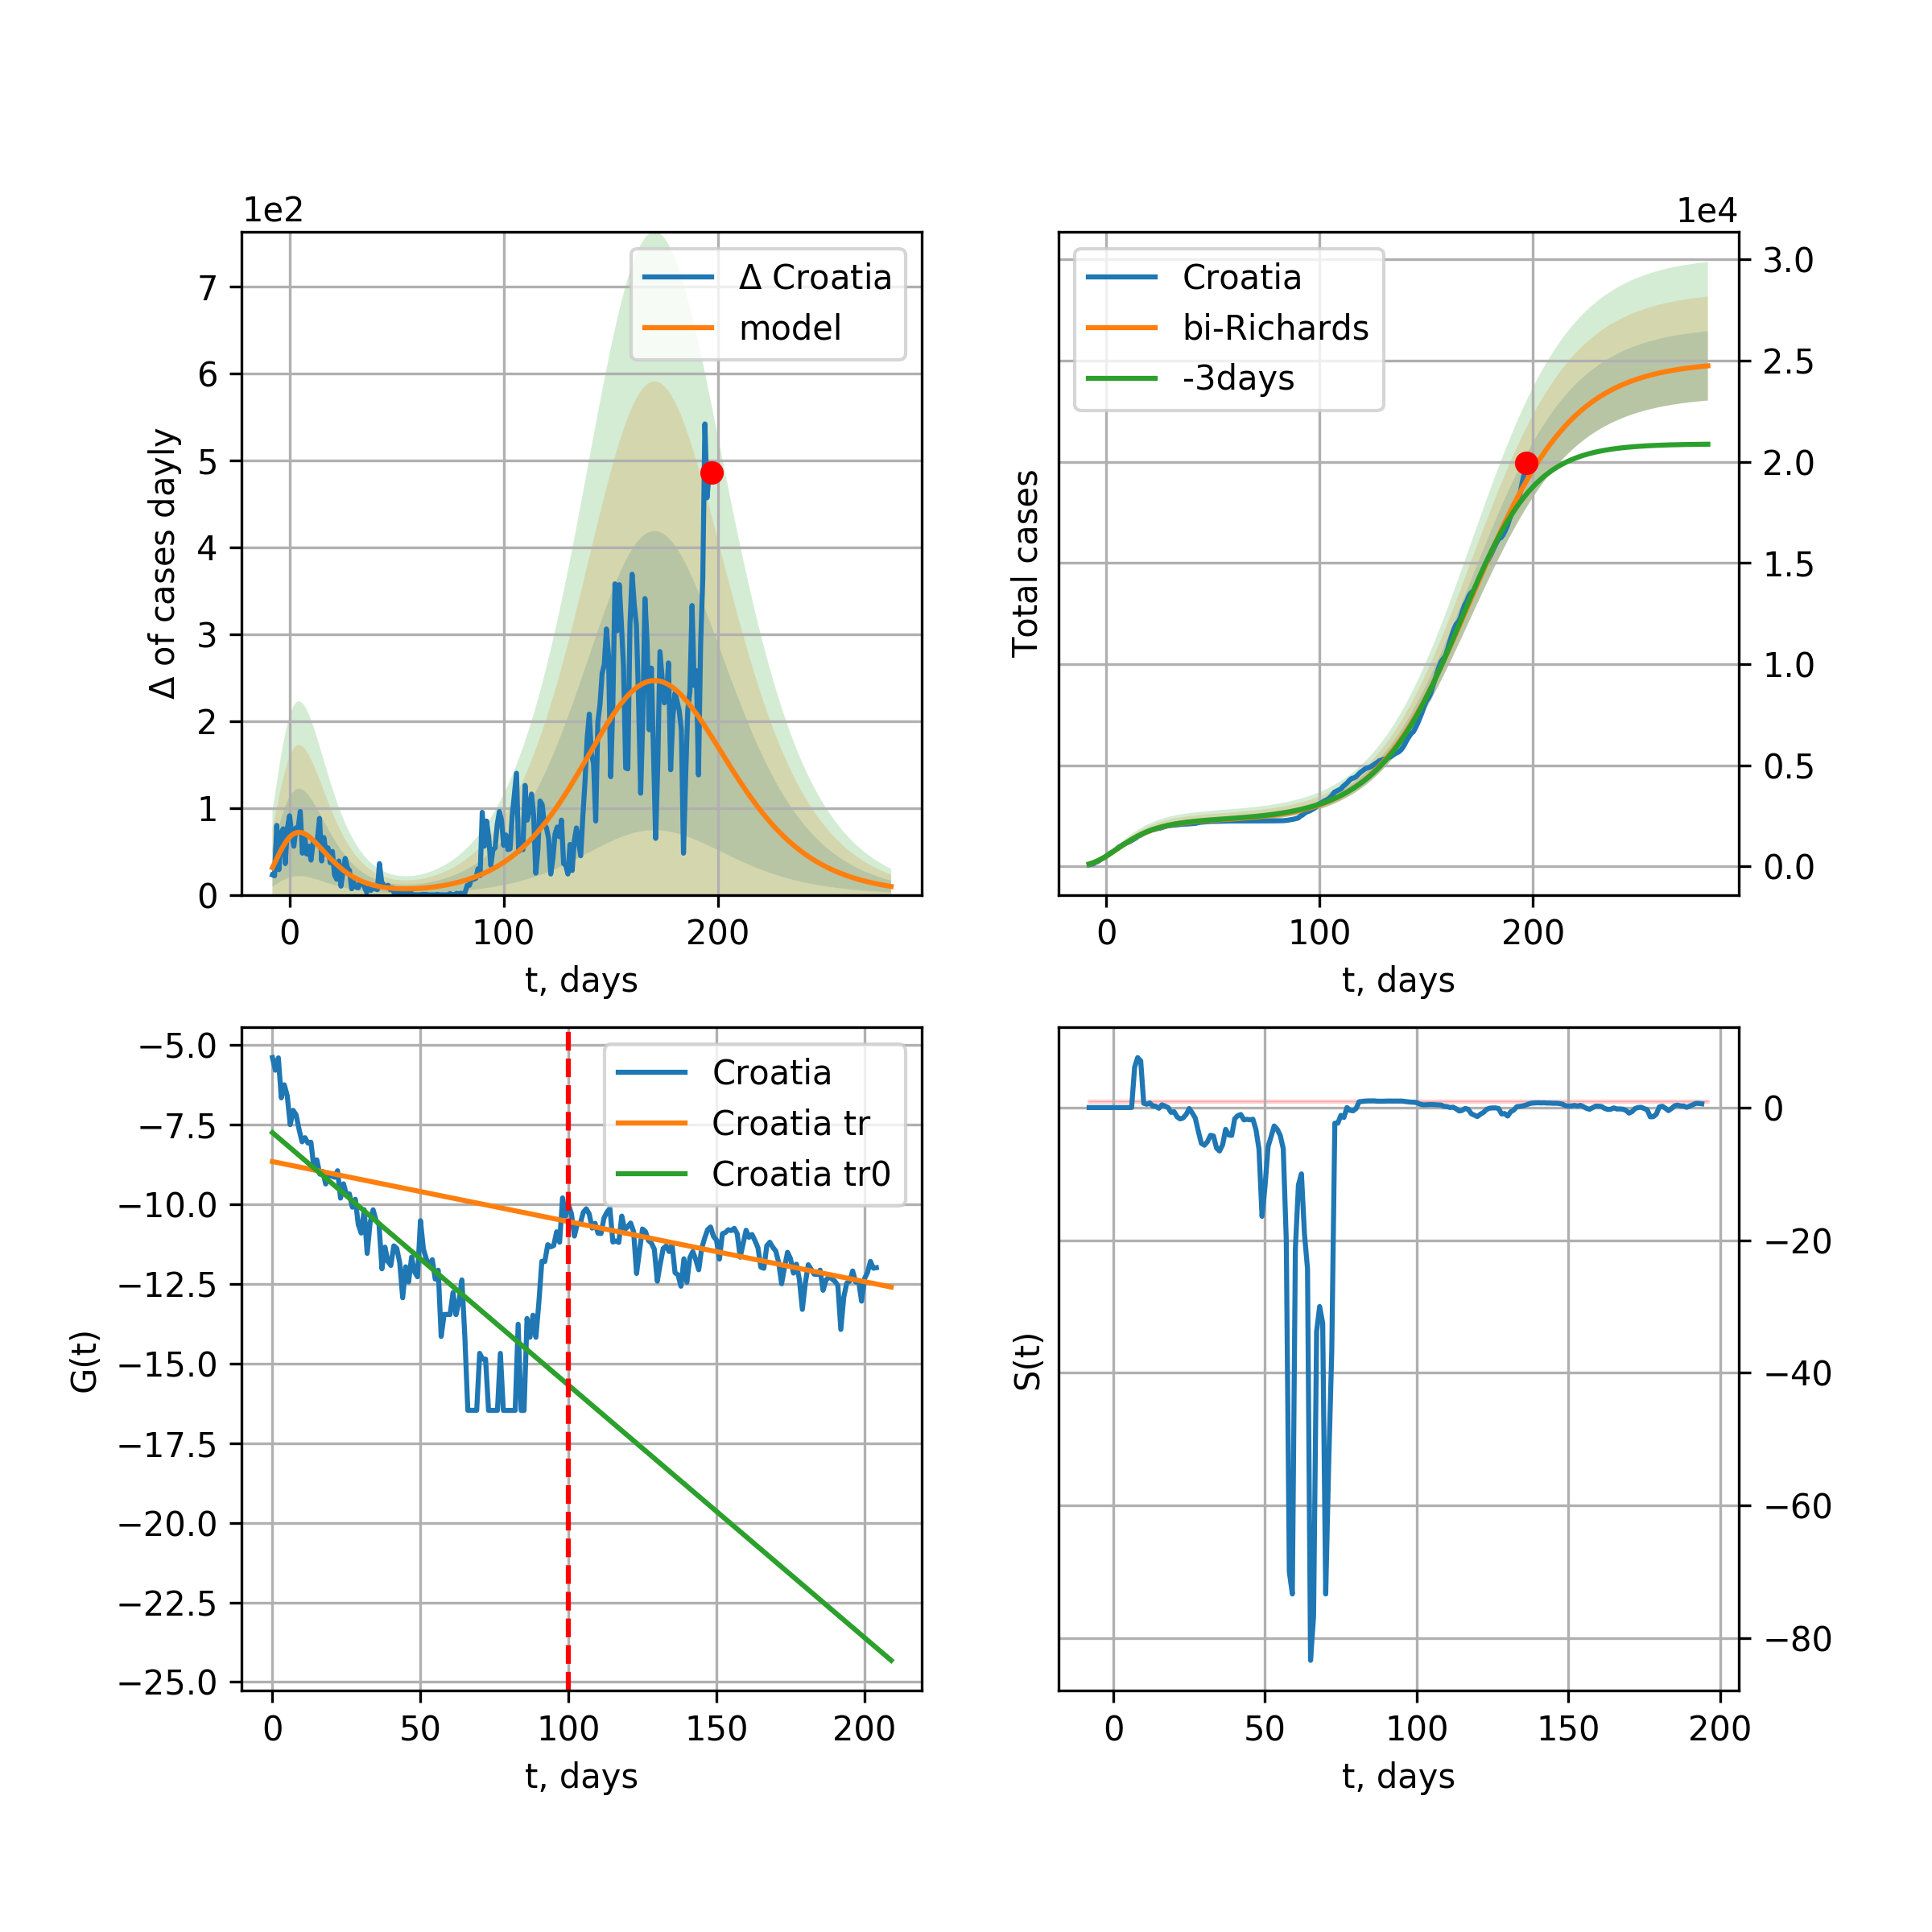 1e2
Δ of cases dayly
7
6
5
4
3
2
1
0
0 100 200
t, days
Δ Croatia
model
1e4
Total cases
3.0
2.5
2.0
1.5
1.0
0.5
0.0
0 100 200
t, days
Croatia
bi-Richards
-3days
G(t)
−5.0
−7.5
−10.0
−12.5
−15.0
−17.5
−20.0
−22.5
−25.0
0 50 100 150 200
t, days
Croatia
Croatia tr
Croatia tr0
S(t)
0
−20
−40
−60
−80
0 50 100 150 200
t, days